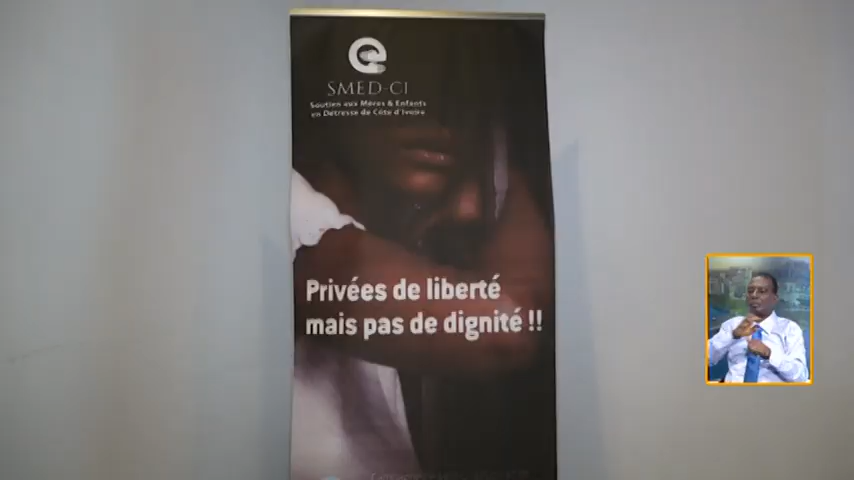 SMED-CI
Soutien aux Mères & Enfants
en Détresse de Côte d'Ivoire
Privées de liberté
mais pas de dignité !!